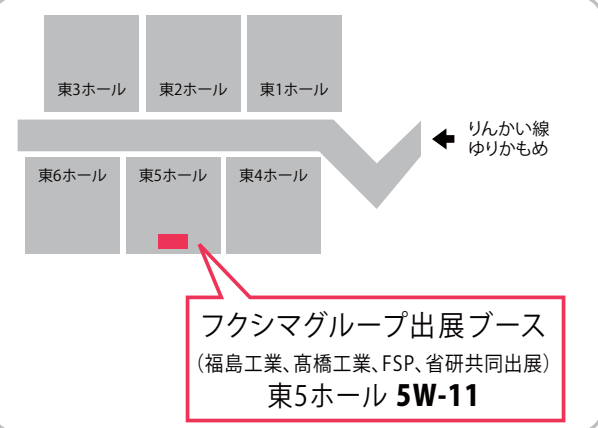 東3ホール
東2ホール
東1ホール
りんかい線
ゆりかもめ
東6ホール
東5ホール
東4ホール
フクシマグループ出展ブース
（福島工業、髙橋工業、FSP、省研共同出展）
東5ホール 5W-11